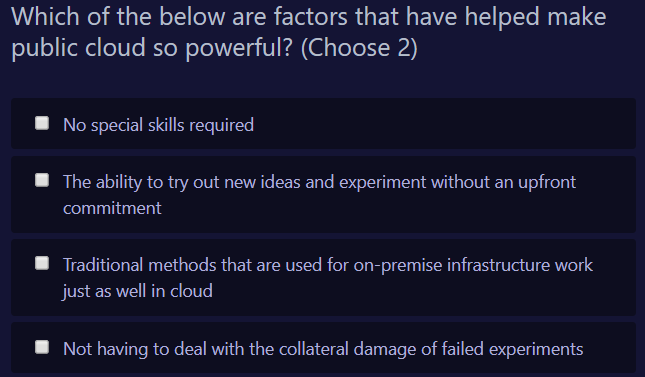 Which of the below are factors that have helped make
public cloud so powerful? (Choose 2)
No special skills required
The ability to try out new ideas and experiment without an upfront
commitment
Traditional methods that are used for on-premise infrastructure work
just as well in cloud
Not having to deal with the collateral damage of failed experiments